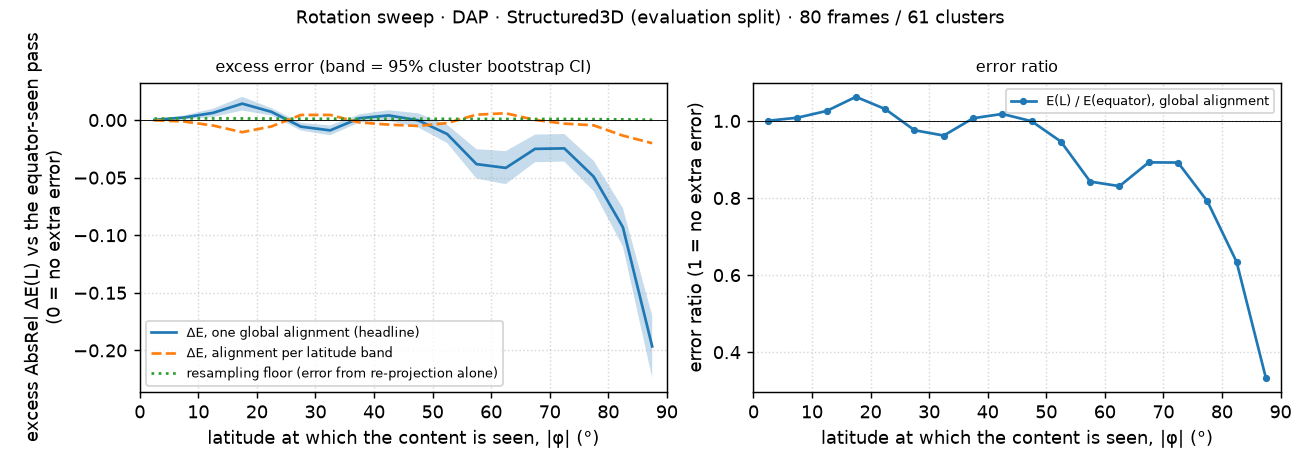 Rotation sweep · DAP · Structured3D (evaluation split) · 80 frames / 61 clusters
excess error (band = 95% cluster bootstrap CI)
excess AbsRel ΔE(L) vs the equator-seen pass
(0 = no extra error)
0.00
−0.05
−0.10
−0.15
−0.20
ΔE, one global alignment (headline)
ΔE, alignment per latitude band
resampling floor (error from re-projection alone)
0 10 20 30 40 50 60 70 80 90
latitude at which the content is seen, |φ| (°)
error ratio
error ratio (1 = no extra error)
1.0
0.8
0.6
0.4
E(L) / E(equator), global alignment
0 10 20 30 40 50 60 70 80 90
latitude at which the content is seen, |φ| (°)